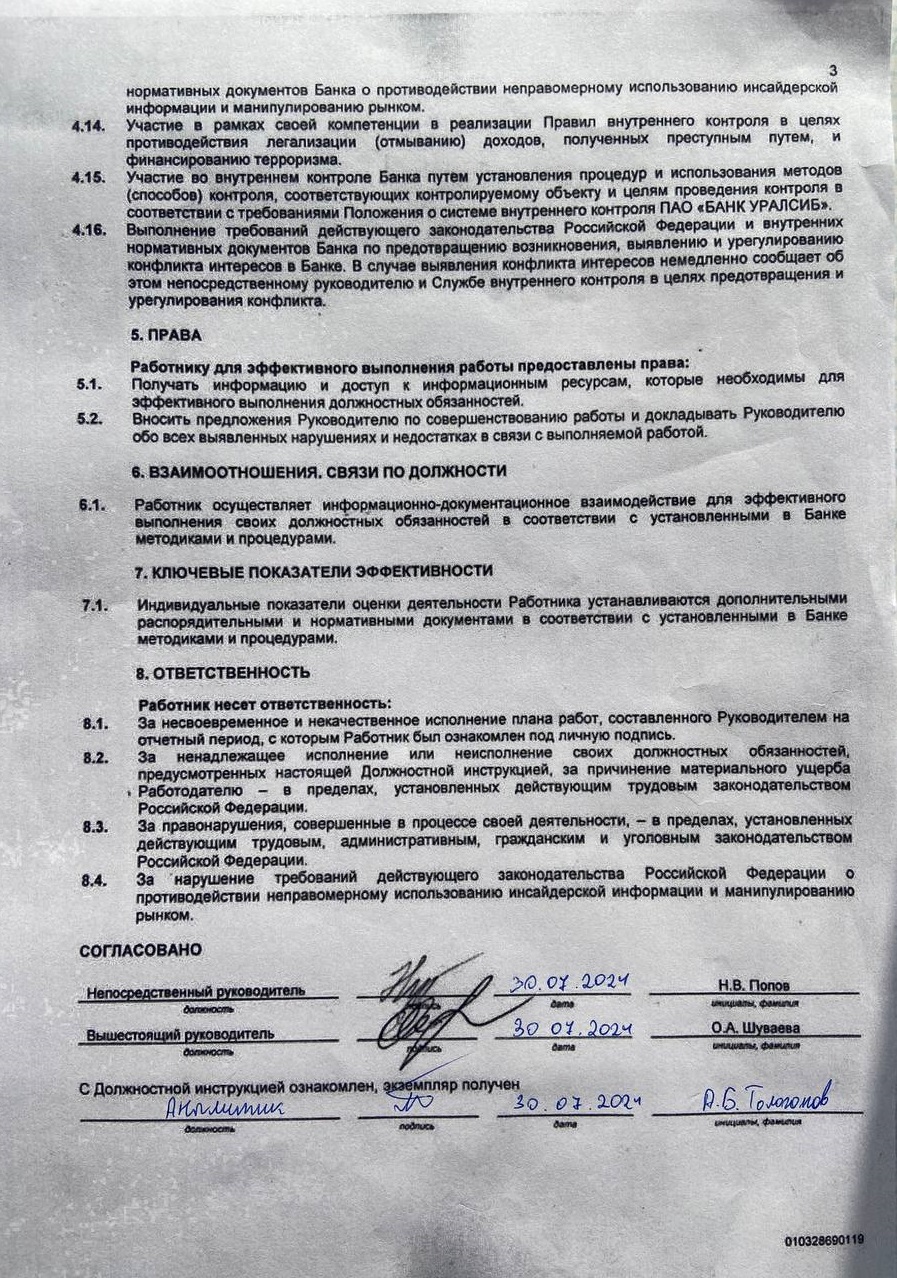 3
нормативных документов Банка о противодействии неправомерному использованию инсайдерской
информации и манипулированию рынком.
4.14. Участие в рамках своей компетенции в реализации Правил внутреннего контроля в целях
противодействия легализации (отмыванию) доходов, полученных преступным путем, и
финансированию терроризма.
4.15. Участие во внутреннем контроле Банка путем установления процедур и использования методов
(способов) контроля, соответствующих контролируемому объекту и целям проведения контроля в
соответствии с требованиями Положения о системе внутреннего контроля ПАО «БАНК УРАЛСИБ».
4.16. Выполнение требований действующего законодательства Российской Федерации и внутренних
нормативных документов Банка по предотвращению возникновения, выявлению и урегулированию
конфликта интересов в Банке. В случае выявления конфликта интересов немедленно сообщает об
этом непосредственному руководителю и Службе внутреннего контроля в целях предотвращения и
урегулирования конфликта.
5. ПРАВА
Работнику для эффективного выполнения работы предоставлены права:
5.1. Получать информацию и доступ к информационным ресурсам, которые необходимы для
эффективного выполнения должностных обязанностей.
5.2. Вносить предложения Руководителю по совершенствованию работы и докладывать Руководителю
обо всех выявленных нарушениях и недостатках в связи с выполняемой работой.
6. ВЗАИМООТНОШЕНИЯ. СВЯЗИ ПО ДОЛЖНОСТИ
6.1. Работник осуществляет информационно-документационное взаимодействие для эффективного
выполнения своих должностных обязанностей в соответствии с установленными в Банке
методиками и процедурами.
7. КЛЮЧЕВЫЕ ПОКАЗАТЕЛИ ЭФФЕКТИВНОСТИ
7.1. Индивидуальные показатели оценки деятельности Работника устанавливаются дополнительными
распорядительными и нормативными документами в соответствии с установленными в Банке
методиками и процедурами.
8. ОТВЕТСТВЕННОСТЬ
Работник несет ответственность:
8.1. За несвоевременное и некачественное исполнение плана работ, составленного Руководителем на
отчетный период, с которым Работник был ознакомлен под личную подпись.
8.2. За ненадлежащее исполнение или неисполнение своих должностных обязанностей,
предусмотренных настоящей Должностной инструкцией, за причинение материального ущерба
Работодателю – в пределах, установленных действующим трудовым законодательством
Российской Федерации.
8.3. За правонарушения, совершенные в процессе своей деятельности, – в пределах, установленных
действующим трудовым, административным, гражданским и уголовным законодательством
Российской Федерации.
8.4. За нарушение требований действующего законодательства Российской Федерации о
противодействии неправомерному использованию инсайдерской информации и манипулированию
рынком.
СОГЛАСОВАНО
Непосредственный руководитель 30.07.2024 Н.В. Попов
должность подпись дата инициалы, фамилия
Вышестоящий руководитель 30 07.2024 О.А. Шуваева
должность подпись дата инициалы, фамилия
С Должностной инструкцией ознакомлен, экземпляр получен
Аналитик 30.07.2024 А.Б. Тологонов
должность подпись дата инициалы, фамилия
010328690119